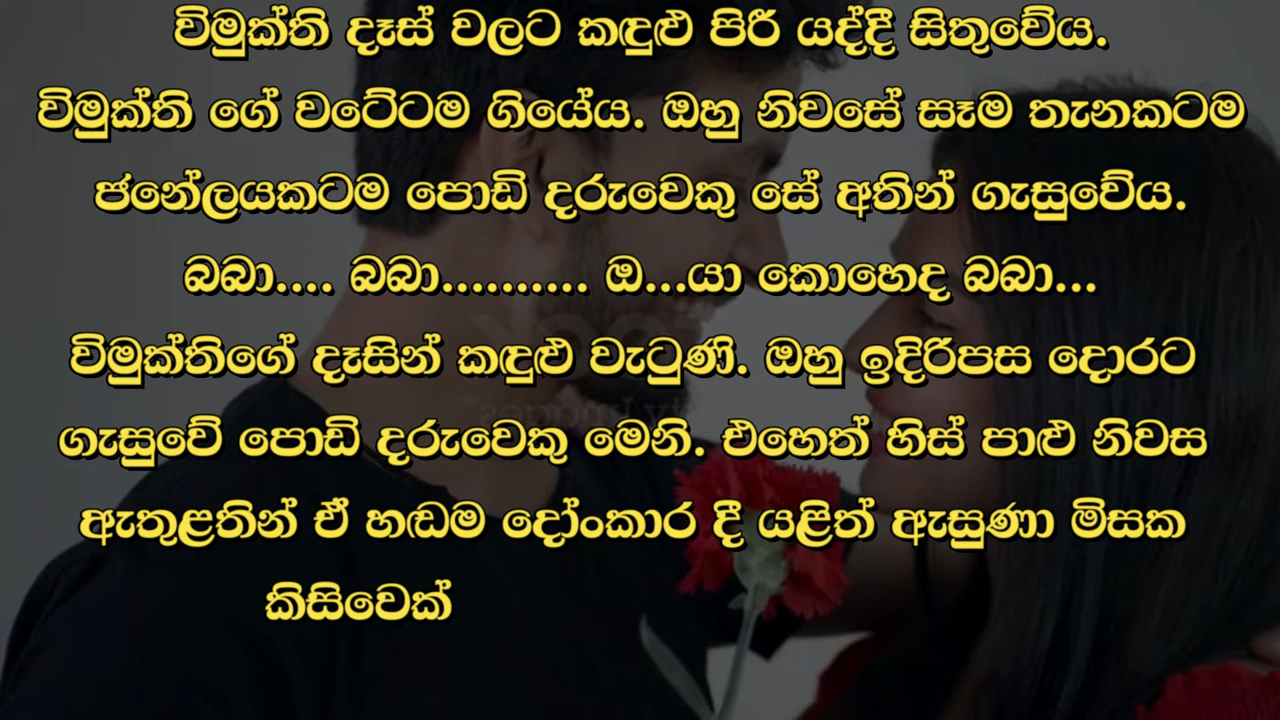 විමුක්ති දෑස් වලට කඳුළු පිරී යද්දී සිතුවේය.
විමුක්ති ගේ වටේටම ගියේය. ඔහු නිවසේ සෑම තැනකටම
ජනේලයකටම පොඩි දරුවෙකු සේ අතින් ගැසුවේය.
බබා.... බබා.......... ඔ...යා කොහෙද බබා...
විමුක්තිගේ දෑසින් කඳුළු වැටුණි. ඔහු ඉදිරිපස දොරට
ගැසුවේ පොඩි දරුවෙකු මෙනි. එහෙත් හිස් පාළු නිවස
ඇතුළතින් ඒ හඬම දෝංකාර දී යළිත් ඇසුණා මිසක
කිසිවෙක්